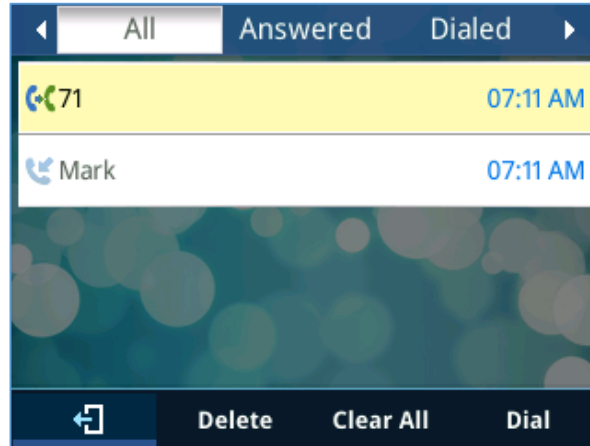 All Answered Dialed
71 07:11 AM
Mark 07:11 AM
Delete Clear All Dial